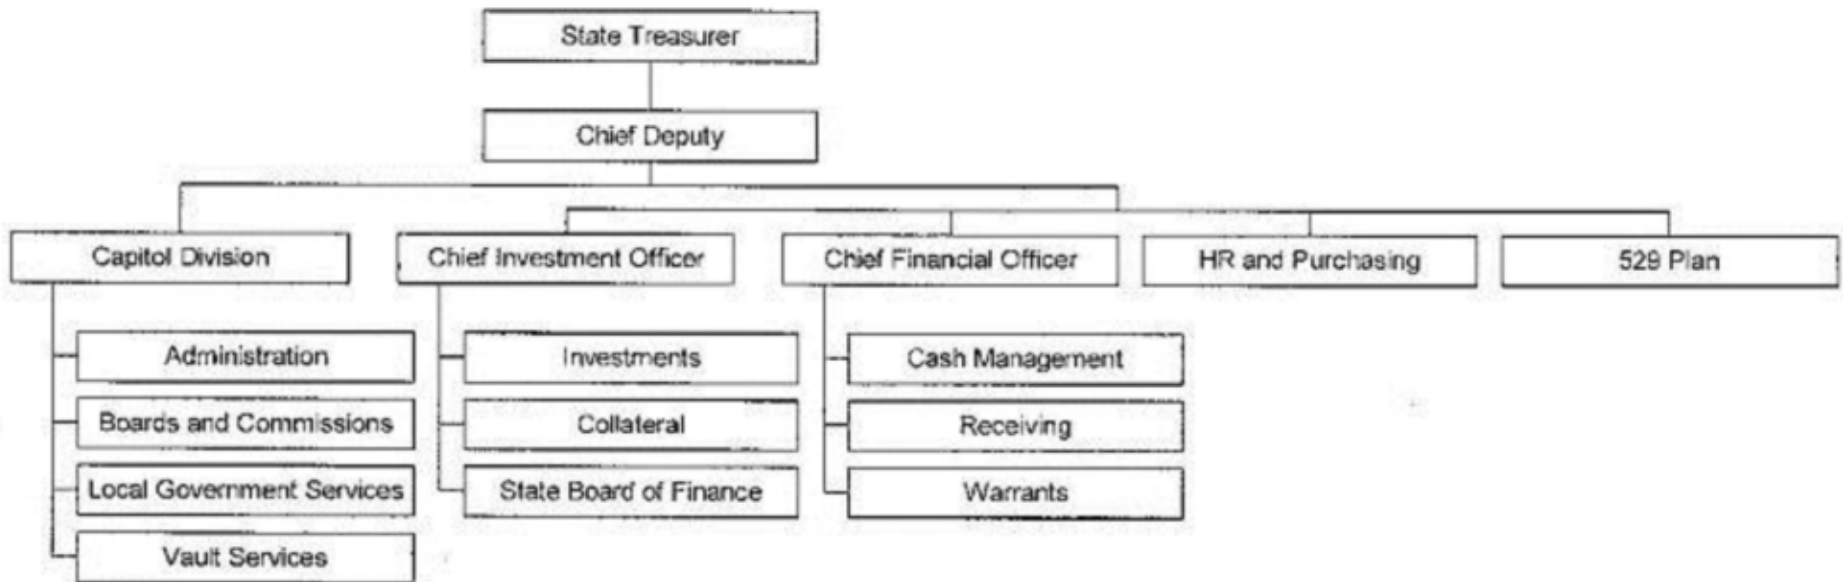 State Treasurer
Chief Deputy
Capitol Division
Chief Investment Officer
Chief Financial Officer
HR and Purchasing
529 Plan
Administration
Investments
Cash Management
Boards and Commissions
Collateral
Receiving
Local Government Services
State Board of Finance
Warrants
Vault Services